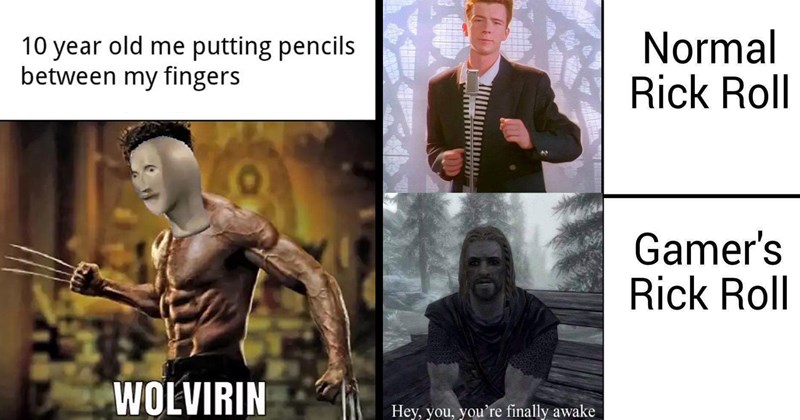 10 year old me putting pencils
between my fingers
WOLVIRIN
Normal
Rick Roll
Hey, you, you're finally awake
Gamer's
Rick Roll